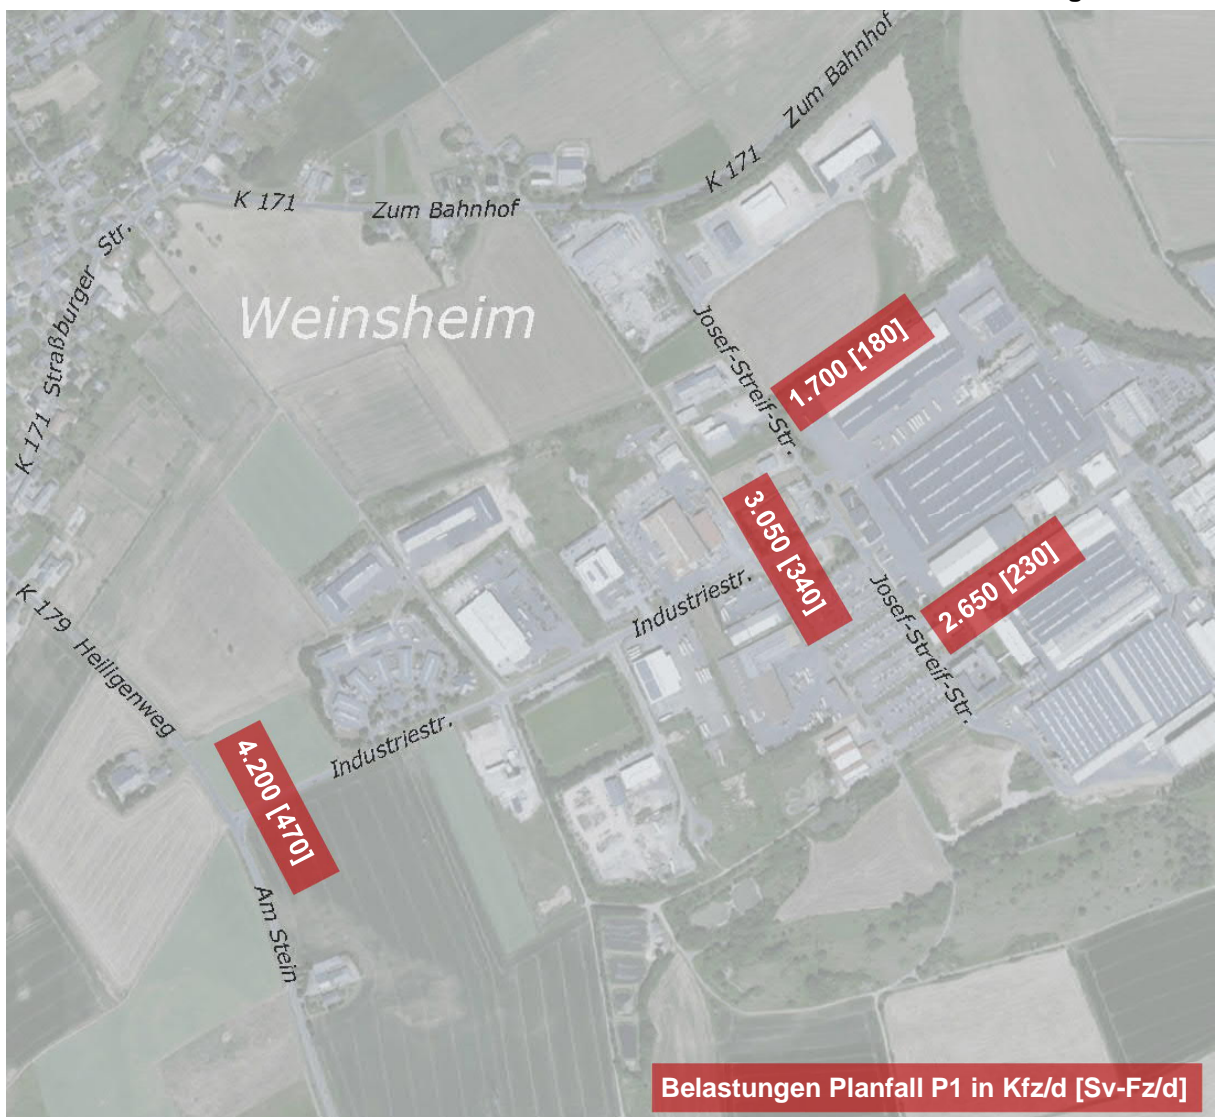 Zum Bahnhof
K 171
K 171
Zum Bahnhof
K 171 Straßburger Str.
Weinsheim
Josef-Streif-Str.
1.700 [180]
3.050 [340]
2.650 [230]
Industriestr.
Josef-Streif-Str.
K 179 Heiligenweg
Industriestr.
4.200 [470]
Am Stein
Belastungen Planfall P1 in Kfz/d [Sv-Fz/d]